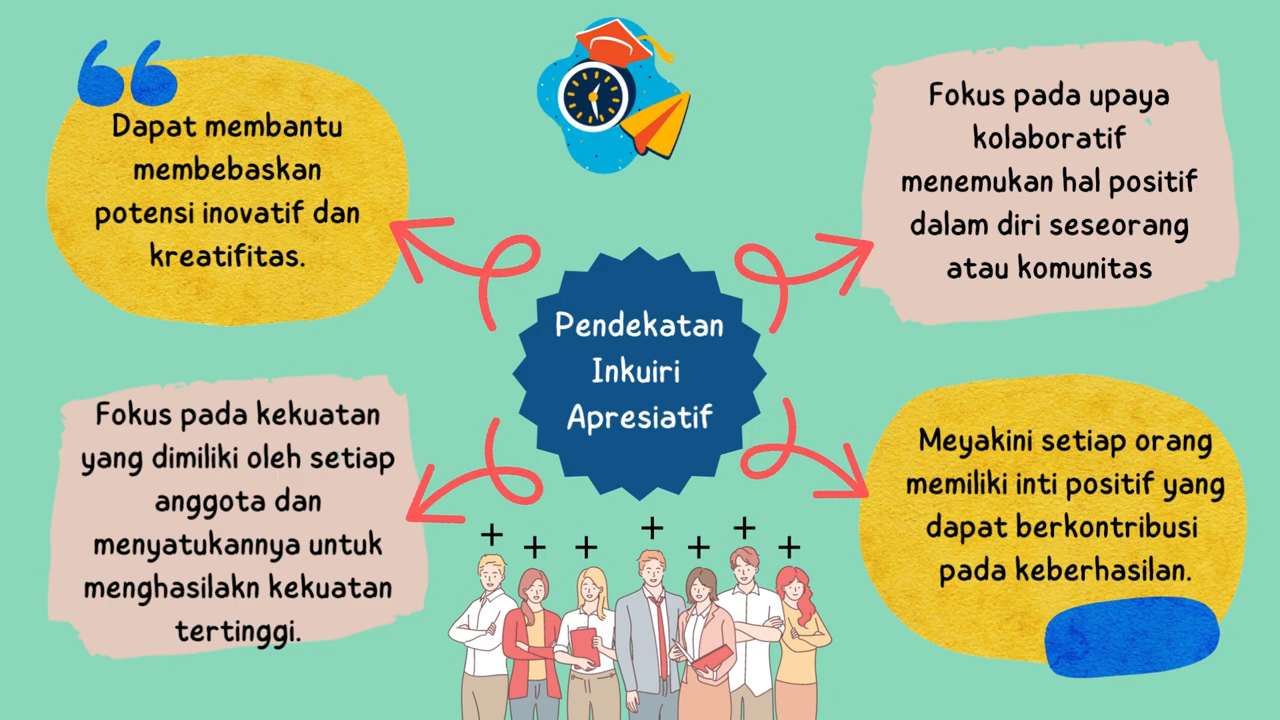 Dapat membantu
membebaskan
potensi inovatif dan
kreatifitas.
Fokus pada upaya
kolaboratif
menemukan hal positif
dalam diri seseorang
atau komunitas
Pendekatan
Inkuiri
Apresiatif
Fokus pada kekuatan
yang dimiliki oleh setiap
anggota dan
menyatukannya untuk
menghasilakn kekuatan
tertinggi.
Meyakini setiap orang
memiliki inti positif yang
dapat berkontribusi
pada keberhasilan.